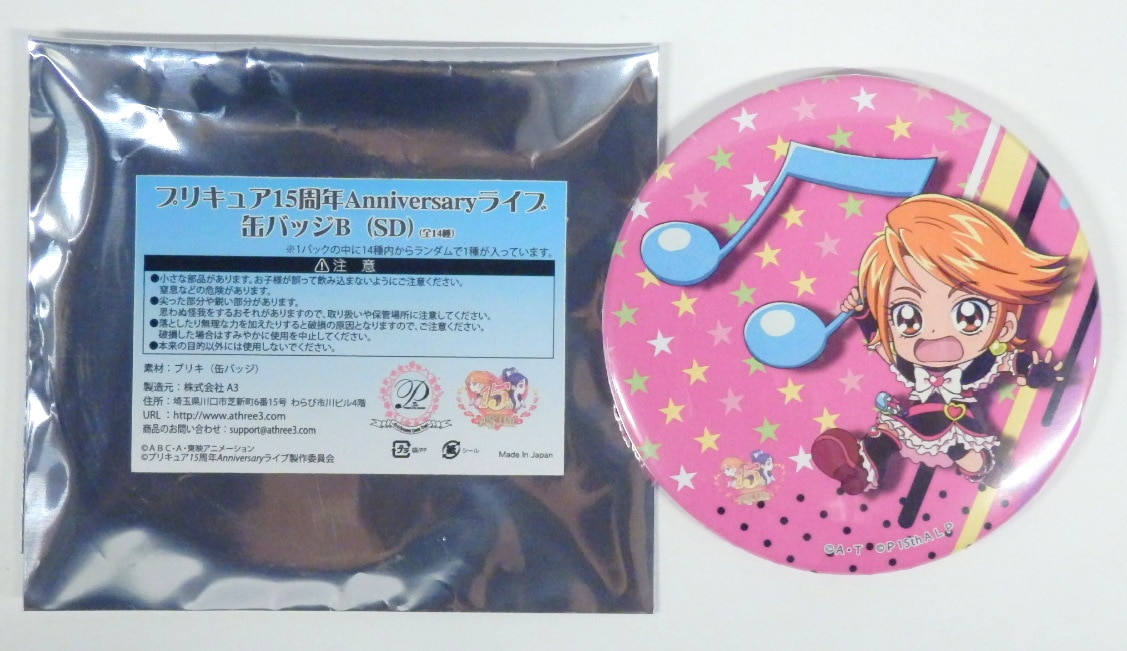 プリキュア15周年Anniversaryライブ
缶バッジB (SD) (全14種)
※1パックの中に14種内からランダムで1種が入っています。
注 意
●小さな部品があります。お子様が誤って飲み込まないようにご注意ください。
窒息などの危険があります。
●尖った部分や鋭い部分があります。
思わぬ怪我をするおそれがありますので、取り扱いや保管場所に注意してください。
●落としたり無理な力を加えたりすると破損の原因となりますので、ご注意ください。
破損した場合はすみやかに使用を中止してください。
●本来の目的以外には使用しないでください。
素材：ブリキ（缶バッジ）
製造元：株式会社 A3
住所：埼玉県川口市芝新町6番15号 わらび市川ビル4階
URL：http://www.athree3.com
商品のお問い合わせ：support@athree3.com
プラ 袋/PP 紙 シール Made In Japan
©ABC-A・東映アニメーション
©プリキュア15周年Anniversaryライブ製作委員会
P
15
15
©A・T ©P15thALP